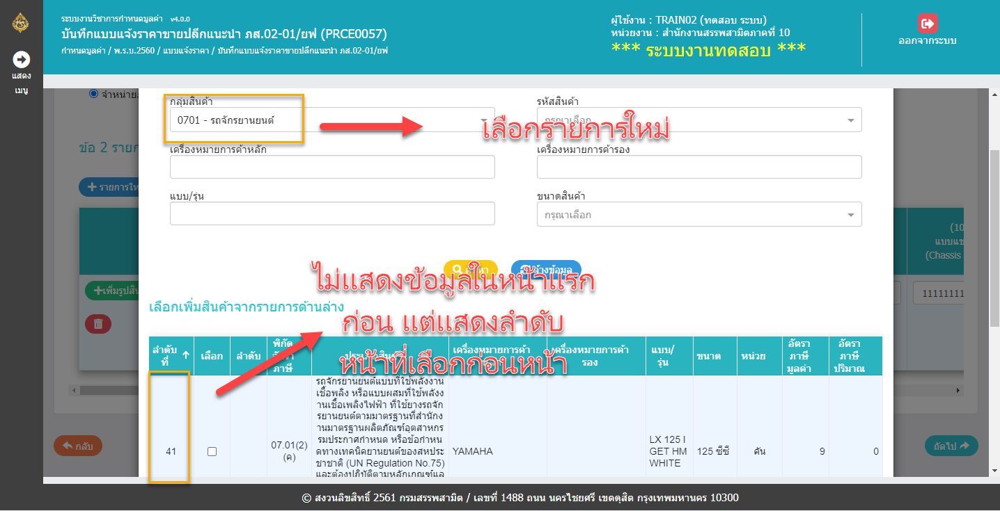 ระบบงานวิชาการกำหนดมูลค่า v4.0.0
บันทึกแบบแจ้งราคาขายปลีกแนะนำ ภส.02-01/ยฟ (PRCE0057)
กำหนดมูลค่า / พ.ร.บ.2560 / แบบแจ้งราคา / บันทึกแบบแจ้งราคาขายปลีกแนะนำ ภส.02-01/ยฟ
ผู้ใช้งาน : TRAIN02 (ทดสอบ ระบบ)
หน่วยงาน : สำนักงานสรรพสามิตภาคที่ 10
*** ระบบงานทดสอบ ***
ออกจากระบบ
แสดง
เมนู
จำหน่าย
กลุ่มสินค้า
0701 - รถจักรยานยนต์
รหัสสินค้า
กรุณาเลือก
เลือกรายการใหม่
ข้อ 2 ราย
เครื่องหมายการค้าหลัก
เครื่องหมายการค้ารอง
รายการให
แบบ/รุ่น
ขนาดสินค้า
กรุณาเลือก
(10
แบบแช
(Chassis
ล้างข้อมูล
ไม่แสดงข้อมูลในหน้าแรก
ก่อน แต่แสดงลำดับ
หน้าที่เลือกก่อนหน้า
เพิ่มรูปสิน
11111111
เลือกเพิ่มสินค้าจากรายการด้านล่าง
ลำดับ
ที่
เลือก
ลำดับ
พิกัด
ภาษี
เครื่องหมายการค้า
เครื่องหมายการค้า
รอง
แบบ/
รุ่น
ขนาด
หน่วย
อัตรา
ภาษี
มูลค่า
อัตรา
ภาษี
ปริมาณ
41
07.01(2)
(ค)
รถจักรยานยนต์แบบที่ใช้พลังงาน
เชื้อพลิง หรือแบบผสมที่ใช้พลังง
านเชื้อเพลิงไฟฟ้า ที่ใช้ยางรถจัก
รยานยนต์ตามมาตรฐานที่สำนักง
านมาตรฐานผลิตภัณฑ์อุตสาหกร
รมประกาศกำหนด หรือข้อกำหน
ดทางเทคนิคยานยนต์ของสหประ
ชาชาติ (UN Regulation No.75)
และต้องปฏิบัติตามหลักเกณฑ์แล
YAMAHA
LX 125 I
GET HM
WHITE
125 ซีซี
คัน
9
0
กลับ
ถัดไป
© สงวนลิขสิทธิ์ 2561 กรมสรรพสามิต / เลขที่ 1488 ถนน นครไชยศรี เขตดุสิต กรุงเทพมหานคร 10300